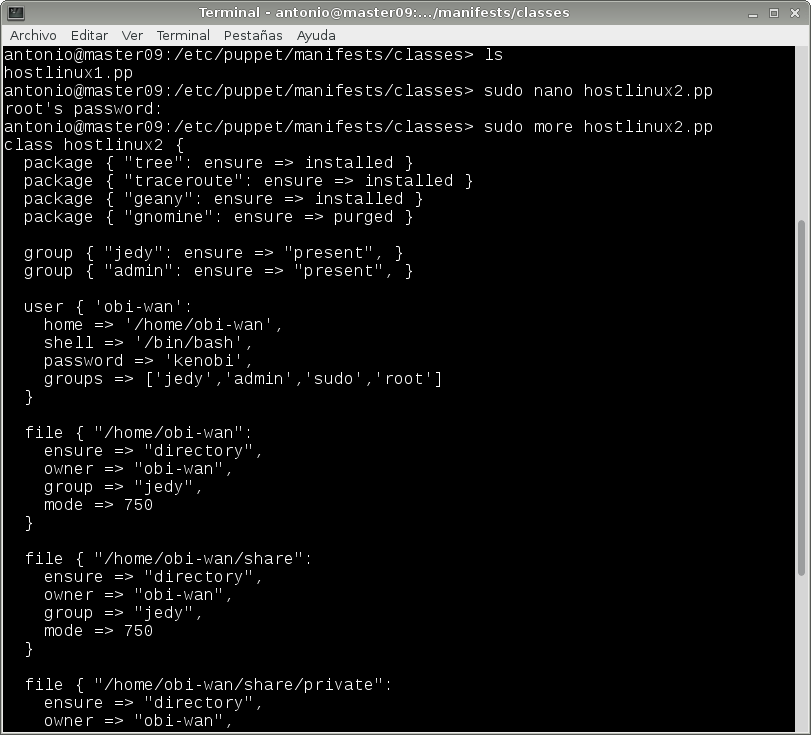 Terminal - antonio@master09:.../manifests/classes
Archivo Editar Ver Terminal Pestañas Ayuda
antonio@master09:/etc/puppet/manifests/classes> ls
hostlinux1.pp
antonio@master09:/etc/puppet/manifests/classes> sudo nano hostlinux2.pp
root's password:
antonio@master09:/etc/puppet/manifests/classes> sudo more hostlinux2.pp
class hostlinux2 {
  package { "tree": ensure => installed }
  package { "traceroute": ensure => installed }
  package { "geany": ensure => installed }
  package { "gnomine": ensure => purged }

  group { "jedy": ensure => "present", }
  group { "admin": ensure => "present", }

  user { 'obi-wan':
    home => '/home/obi-wan',
    shell => '/bin/bash',
    password => 'kenobi',
    groups => ['jedy','admin','sudo','root']
  }

  file { "/home/obi-wan":
    ensure => "directory",
    owner => "obi-wan",
    group => "jedy",
    mode => 750
  }

  file { "/home/obi-wan/share":
    ensure => "directory",
    owner => "obi-wan",
    group => "jedy",
    mode => 750
  }

  file { "/home/obi-wan/share/private":
    ensure => "directory",
    owner => "obi-wan",